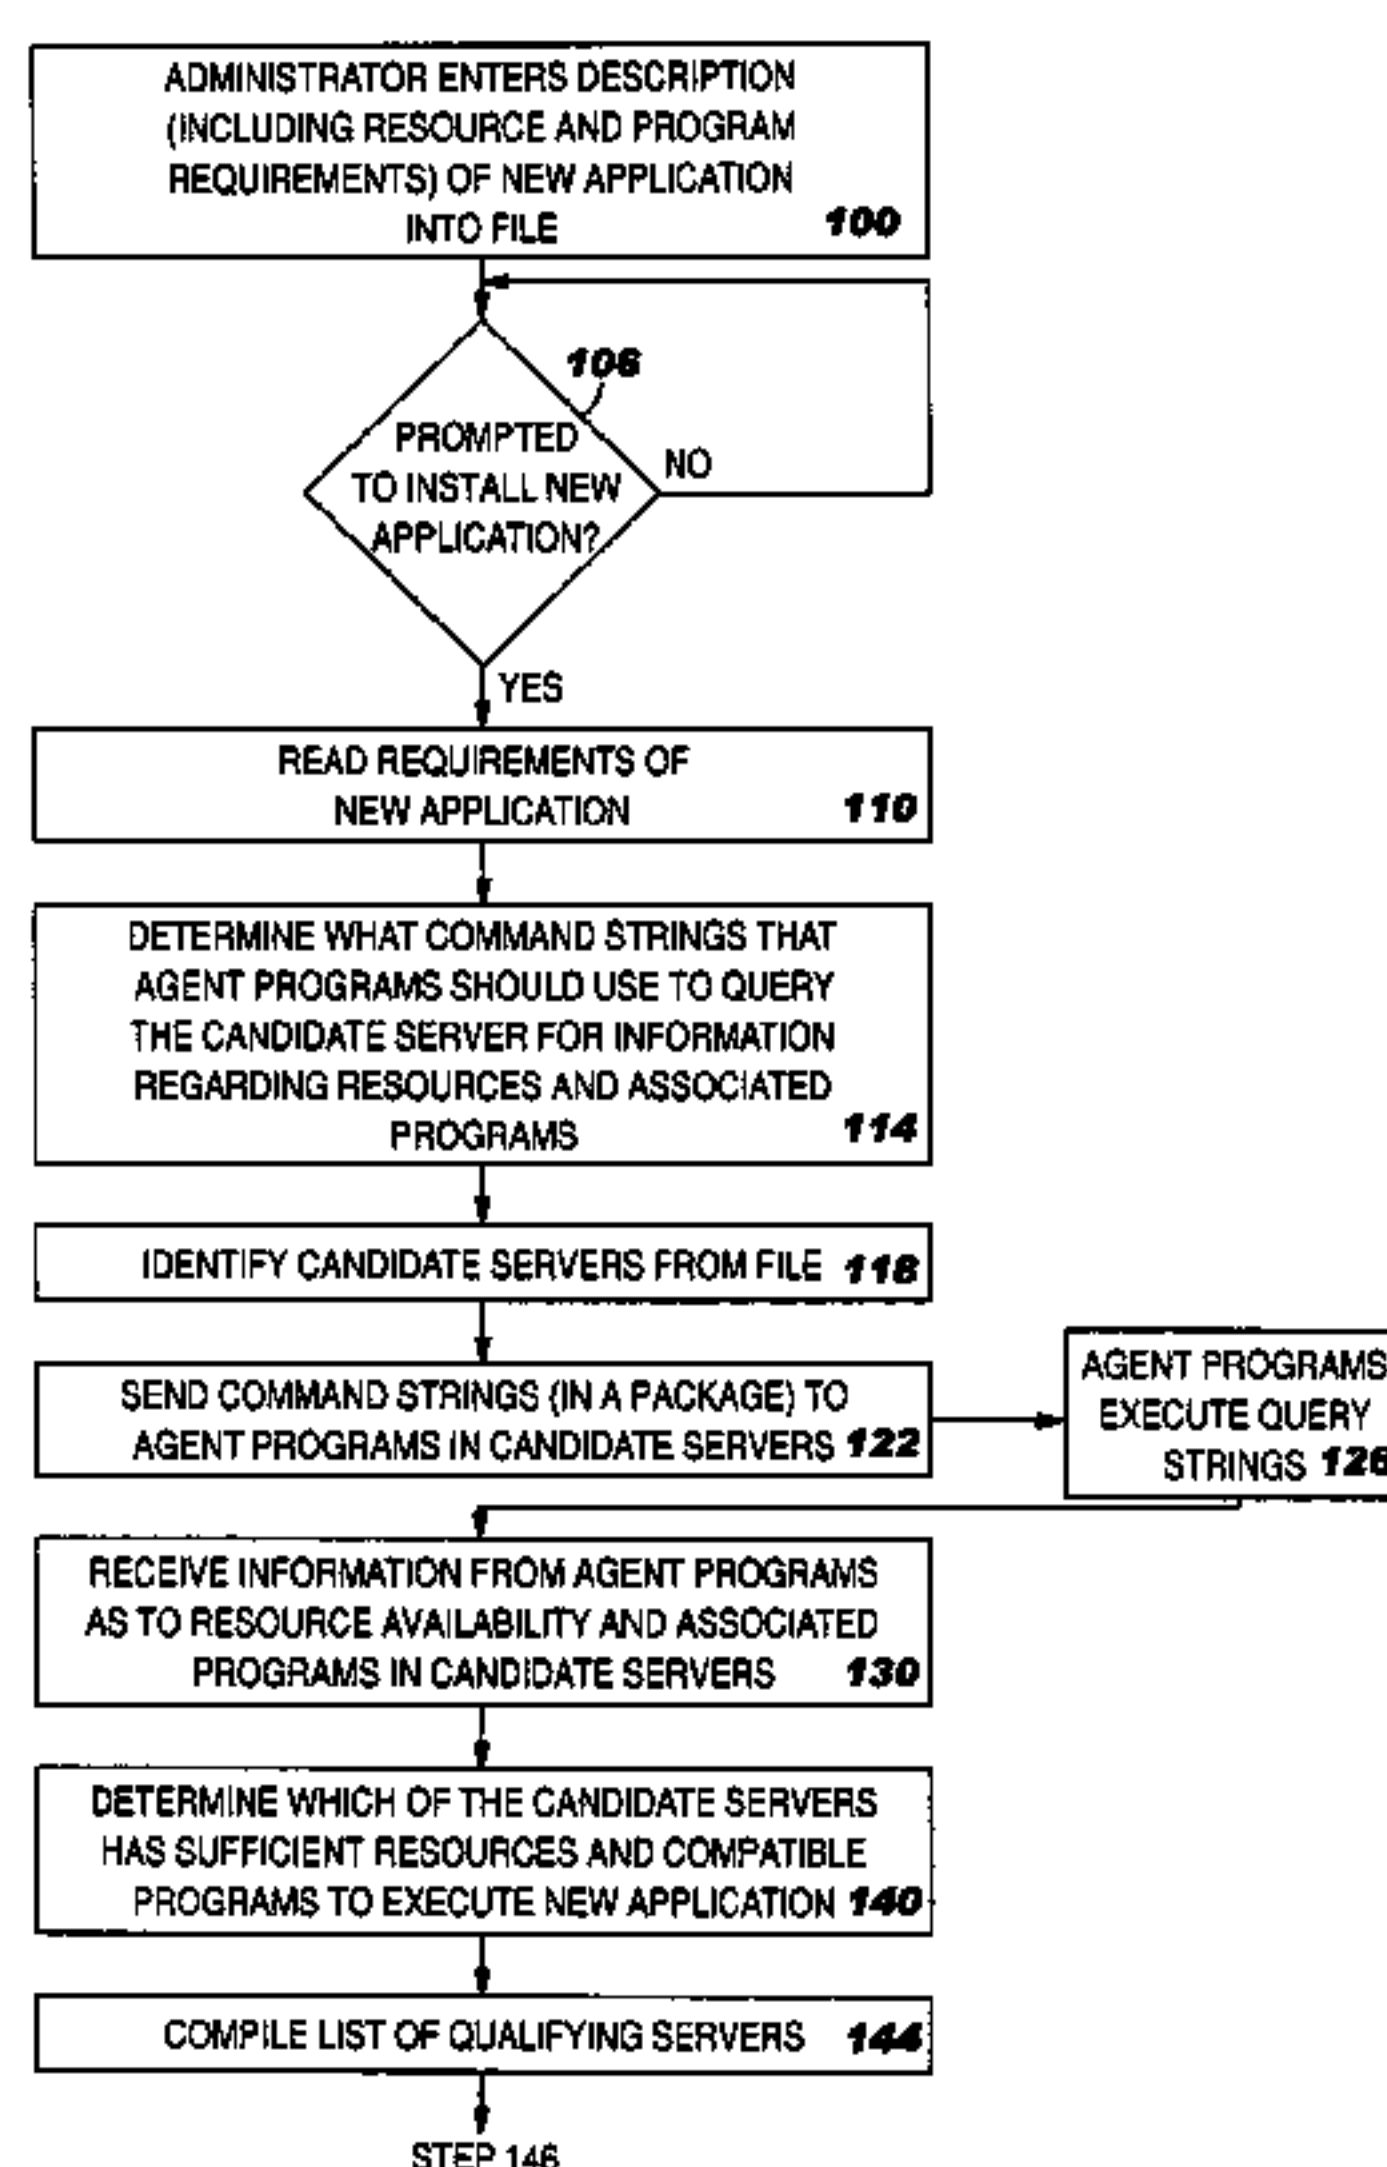 ADMINISTRATOR ENTERS DESCRIPTION
(INCLUDING RESOURCE AND PROGRAM
REQUIREMENTS) OF NEW APPLICATION
INTO FILE 100
106
PROMPTED
TO INSTALL NEW
APPLICATION?
NO
YES
READ REQUIREMENTS OF
NEW APPLICATION 110
DETERMINE WHAT COMMAND STRINGS THAT
AGENT PROGRAMS SHOULD USE TO QUERY
THE CANDIDATE SERVER FOR INFORMATION
REGARDING RESOURCES AND ASSOCIATED
PROGRAMS 114
IDENTIFY CANDIDATE SERVERS FROM FILE 118
SEND COMMAND STRINGS (IN A PACKAGE) TO
AGENT PROGRAMS IN CANDIDATE SERVERS 122
AGENT PROGRAMS
EXECUTE QUERY
STRINGS 126
RECEIVE INFORMATION FROM AGENT PROGRAMS
AS TO RESOURCE AVAILABILITY AND ASSOCIATED
PROGRAMS IN CANDIDATE SERVERS 130
DETERMINE WHICH OF THE CANDIDATE SERVERS
HAS SUFFICIENT RESOURCES AND COMPATIBLE
PROGRAMS TO EXECUTE NEW APPLICATION 140
COMPILE LIST OF QUALIFYING SERVERS 144
STEP 146